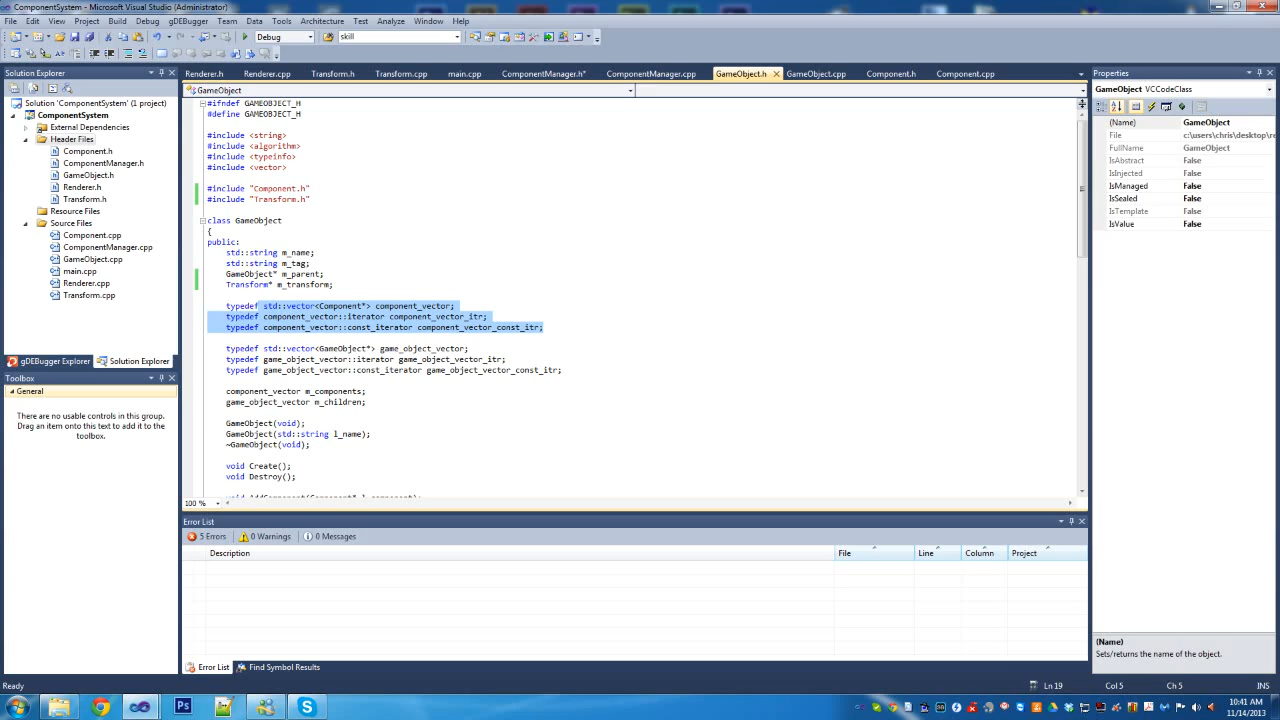 ComponentSystem - Microsoft Visual Studio (Administrator)
File Edit View Project Build Debug gDEBugger Team Data Tools Architecture Test Analyze Window Help
Debug
skill
Solution Explorer
Solution 'ComponentSystem' (1 project)
ComponentSystem
External Dependencies
Header Files
Component.h
ComponentManager.h
GameObject.h
Renderer.h
Transform.h
Resource Files
Source Files
Component.cpp
ComponentManager.cpp
GameObject.cpp
main.cpp
Renderer.cpp
Transform.cpp
gDEBugger Explorer Solution Explorer
Toolbox
General
There are no usable controls in this group.
Drag an item onto this text to add it to the
toolbox.
Renderer.h Renderer.cpp Transform.h Transform.cpp main.cpp ComponentManager.h* ComponentManager.cpp GameObject.h GameObject.cpp Component.h Component.cpp
GameObject
#ifndef GAMEOBJECT_H
#define GAMEOBJECT_H
#include <string>
#include <algorithm>
#include <typeinfo>
#include <vector>
#include "Component.h"
#include "Transform.h"
class GameObject
{
public:
std::string m_name;
std::string m_tag;
GameObject* m_parent;
Transform* m_transform;
typedef std::vector<Component*> component_vector;
typedef component_vector::iterator component_vector_itr;
typedef component_vector::const_iterator component_vector_const_itr;
typedef std::vector<GameObject*> game_object_vector;
typedef game_object_vector::iterator game_object_vector_itr;
typedef game_object_vector::const_iterator game_object_vector_const_itr;
component_vector m_components;
game_object_vector m_children;
GameObject(void);
GameObject(std::string l_name);
~GameObject(void);
void Create();
void Destroy();
void AddComponent(Component* l_component);
100 %
Error List
5 Errors 0 Warnings 0 Messages
Description File Line Column Project
Error List Find Symbol Results
Properties
GameObject VCCodeClass
(Name) GameObject
File c:\users\chris\desktop\re
FullName GameObject
IsAbstract False
IsInjected False
IsManaged False
IsSealed False
IsTemplate False
IsValue False
(Name)
Sets/returns the name of the object.
Ready
Ln 19 Col 5 Ch 5 INS
Ps
10:41 AM
11/14/2013